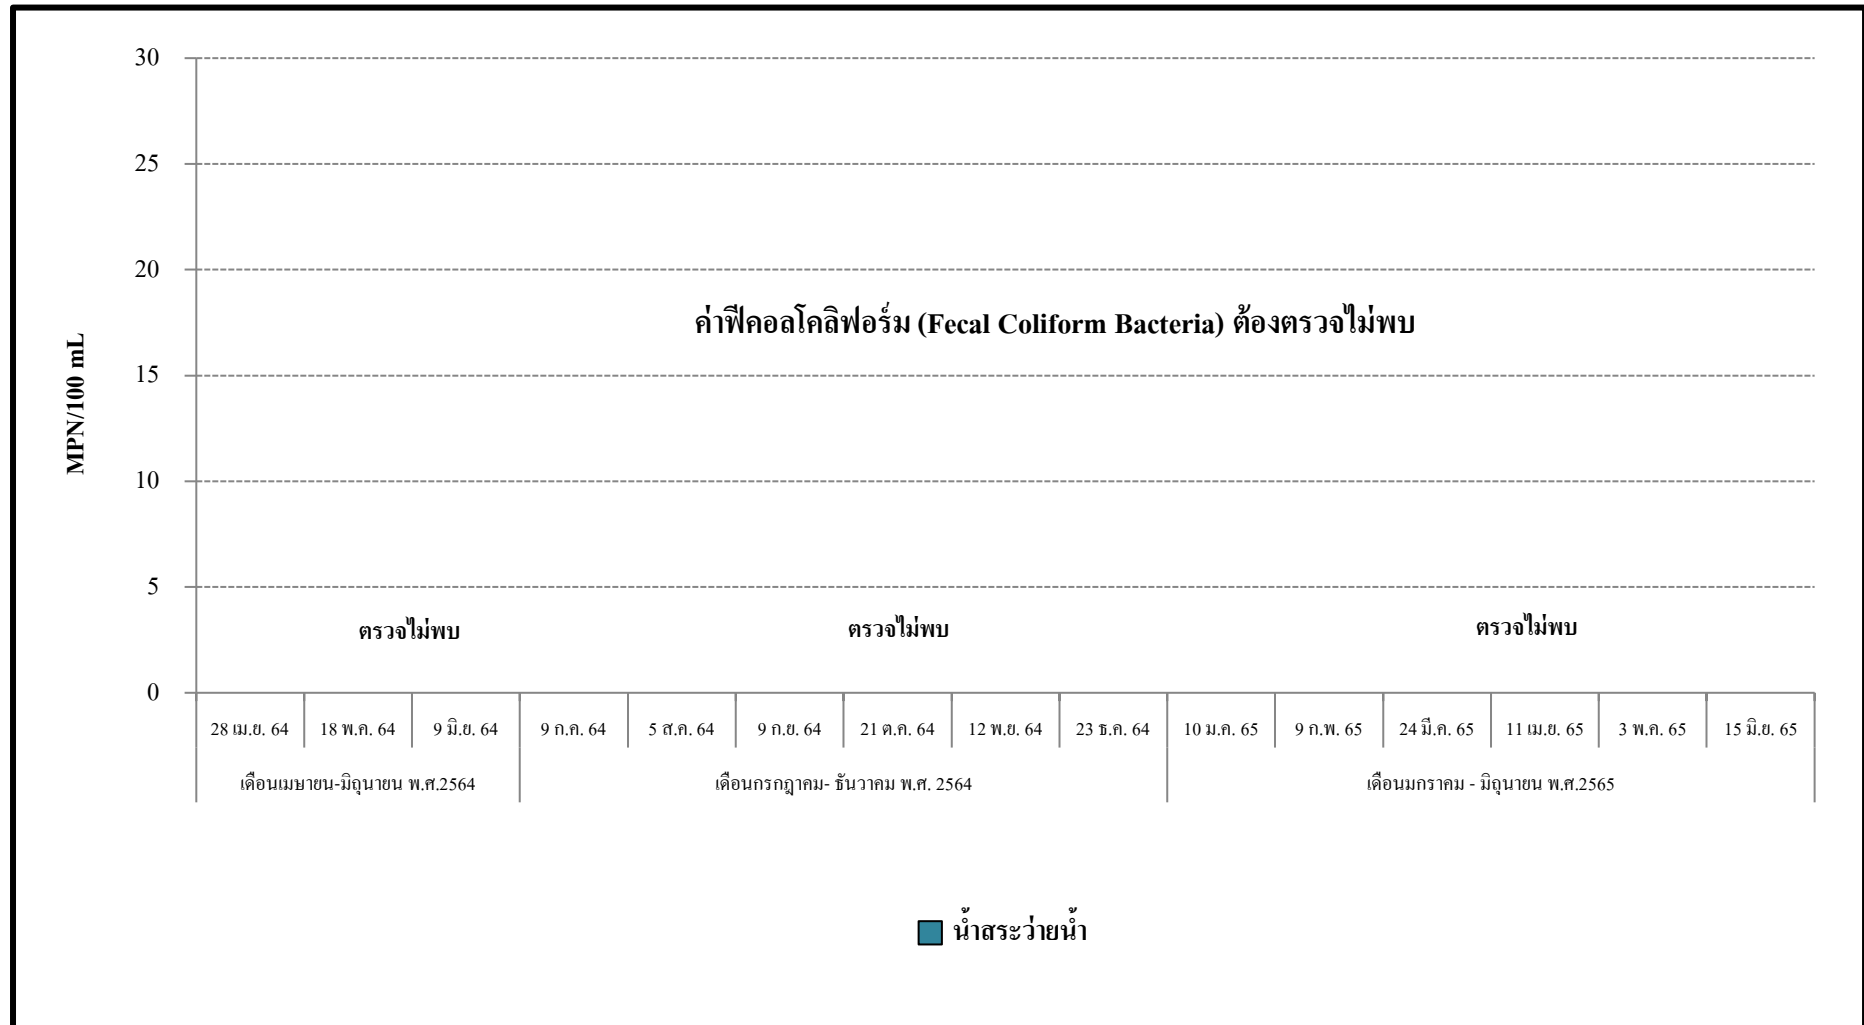 30
25
20
15
10
5
0
MPN/100 mL
ค่าฟีคอลโคลิฟอร์ม (Fecal Coliform Bacteria) ต้องตรวจไม่พบ
ตรวจไม่พบ
ตรวจไม่พบ
ตรวจไม่พบ
28 เม.ย. 64
18 พ.ค. 64
9 มิ.ย. 64
9 ก.ค. 64
5 ส.ค. 64
9 ก.ย. 64
21 ต.ค. 64
12 พ.ย. 64
23 ธ.ค. 64
10 ม.ค. 65
9 ก.พ. 65
24 มี.ค. 65
11 เม.ย. 65
3 พ.ค. 65
15 มิ.ย. 65
เดือนเมษายน-มิถุนายน พ.ศ.2564
เดือนกรกฎาคม- ธันวาคม พ.ศ. 2564
เดือนมกราคม - มิถุนายน พ.ศ.2565
น้ำสระว่ายน้ำ